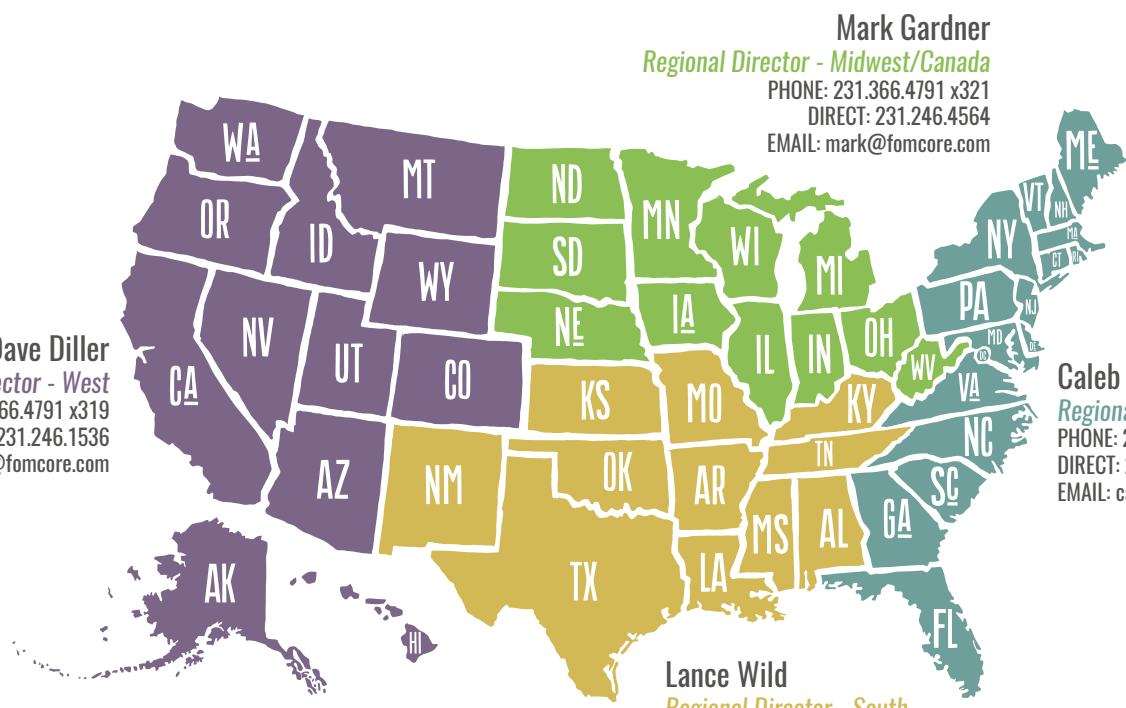 Mark Gardner
Regional Director - Midwest/Canada
PHONE: 231.366.4791 x321
DIRECT: 231.246.4564
EMAIL: mark@fomcore.com
WA
MT
ND
MN
ME
VT
NH
OR
ID
SD
WI
MI
NY
MA
CT
RI
WY
NE
IA
PA
NJ
NV
UT
CO
IL
IN
OH
WV
MD
DE
DC
VA
CA
KS
MO
KY
NC
AZ
NM
OK
AR
TN
SC
GA
MS
AL
TX
LA
FL
AK
HI
Dave Diller
ector - West
66.4791 x319
231.246.1536
@fomcore.com
Caleb
Regiona
PHONE: 2
DIRECT:
EMAIL: c
Lance Wild
Regional Director - South